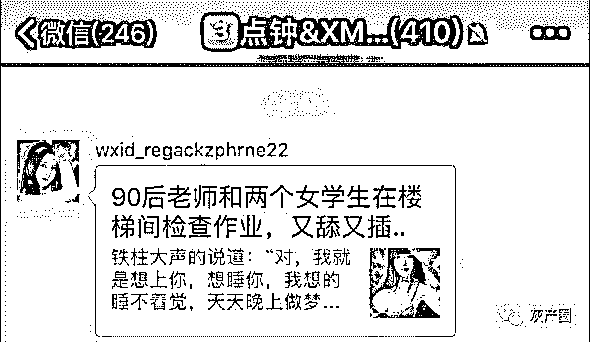 微信(246)
点钟&XM...(410)
wxid_regackzphrne22
90后老师和两个女学生在楼
梯间检查作业，又舔又插..
铁柱大声的说道：“对，我就
是想上你，想睡你，我想的
睡不着觉，天天晚上做梦...
灰产圈